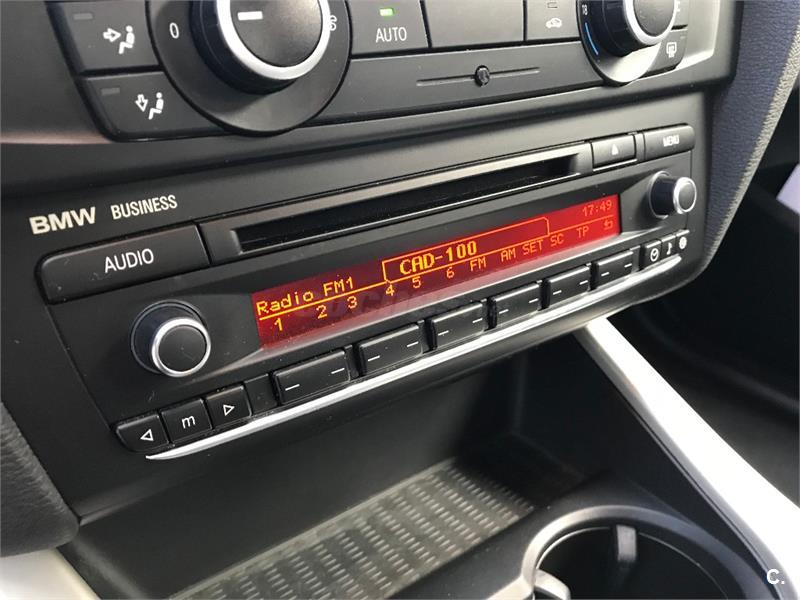 0
AUTO
MENU
BMW BUSINESS
AUDIO
17:49
Radio FM1 CAD-100
1 2 3 4 5 6 FM AM SET SC TP
m
C.